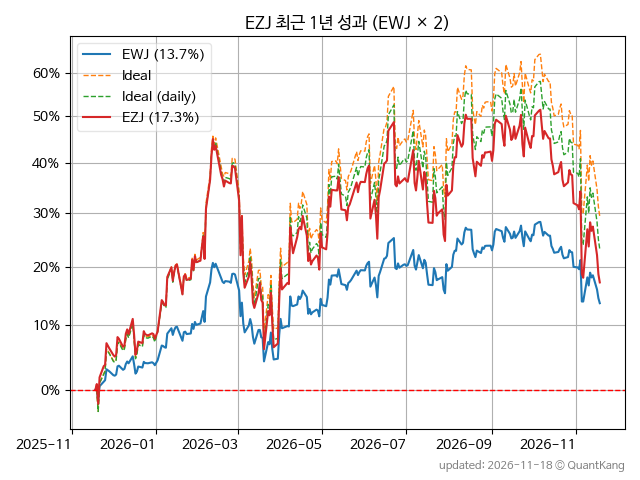 EZJ 최근 1년 성과 (EWJ × 2)
EWJ (13.7%)
Ideal
Ideal (daily)
EZJ (17.3%)
60%
50%
40%
30%
20%
10%
0%
2025-11 2026-01 2026-03 2026-05 2026-07 2026-09 2026-11
updated: 2026-11-18 © QuantKang